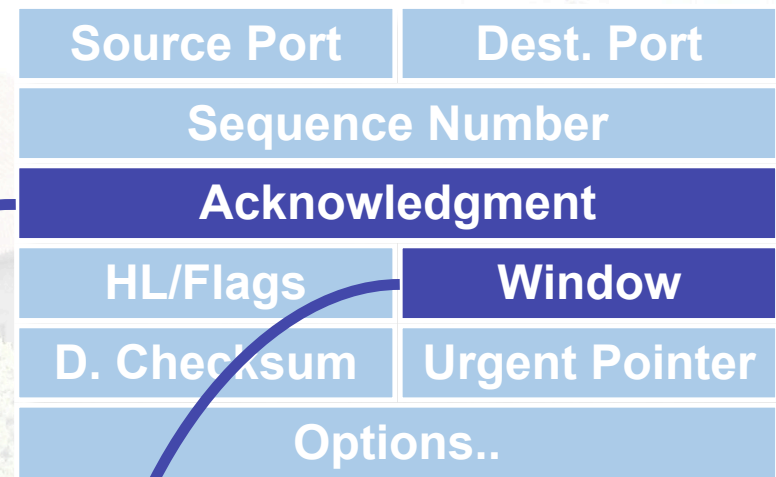 Source Port Dest. Port
Sequence Number
Acknowledgment
HL/Flags Window
D. Checksum Urgent Pointer
Options..